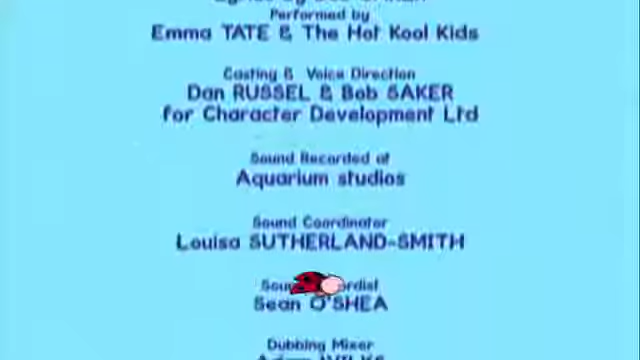 Performed by
Emma TATE & The Hot Kool Kids
Casting & Voice Direction
Dan RUSSEL & Bob SAKER
for Character Development Ltd
Sound Recorded at
Aquarium studios
Sound Coordinator
Louisa SUTHERLAND-SMITH
Sean O'SHEA
Dubbing Mixer